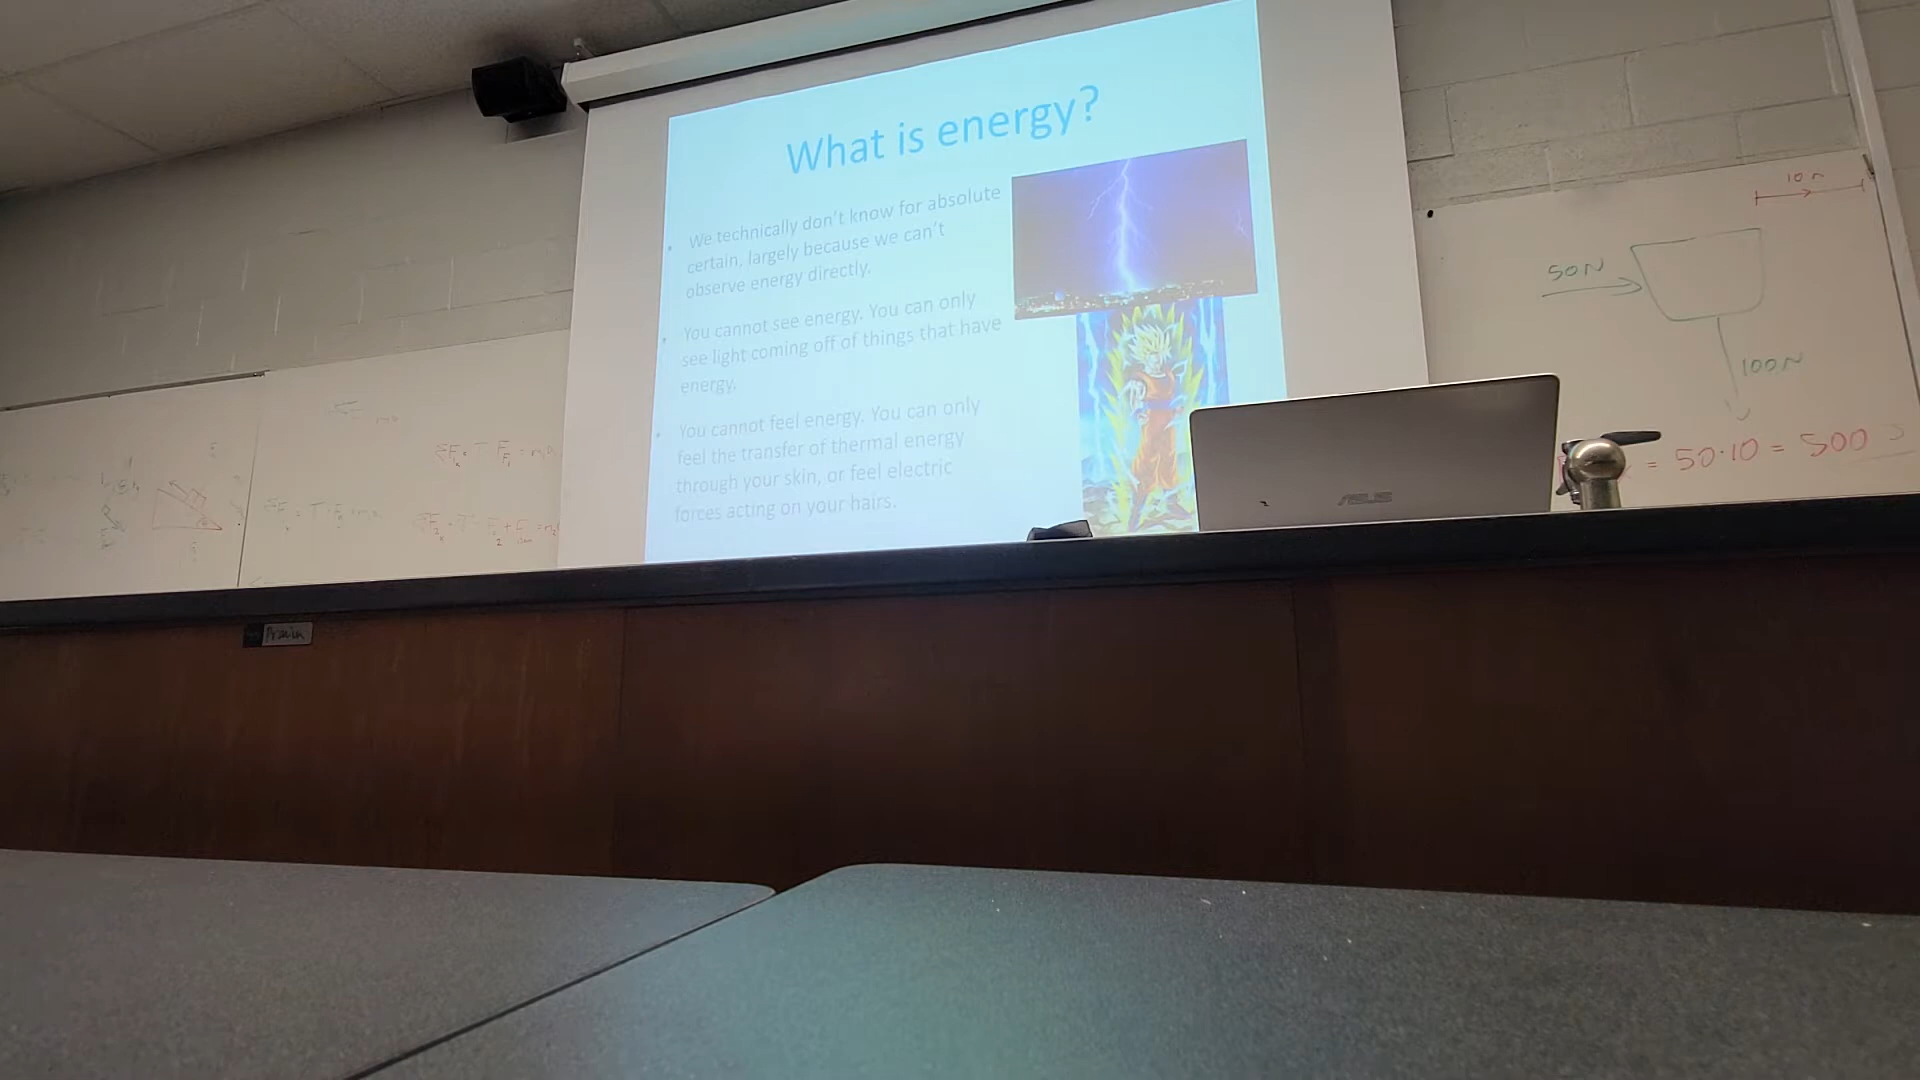 What is energy?
We technically don't know for absolute
certain, largely because we can't
observe energy directly.
You cannot see energy. You can only
see light coming off of things that have
energy.
You cannot feel energy. You can only
feel the transfer of thermal energy
through your skin, or feel electric
forces acting on your hairs.
50N
100N
= 50·10 = 500
ASUS